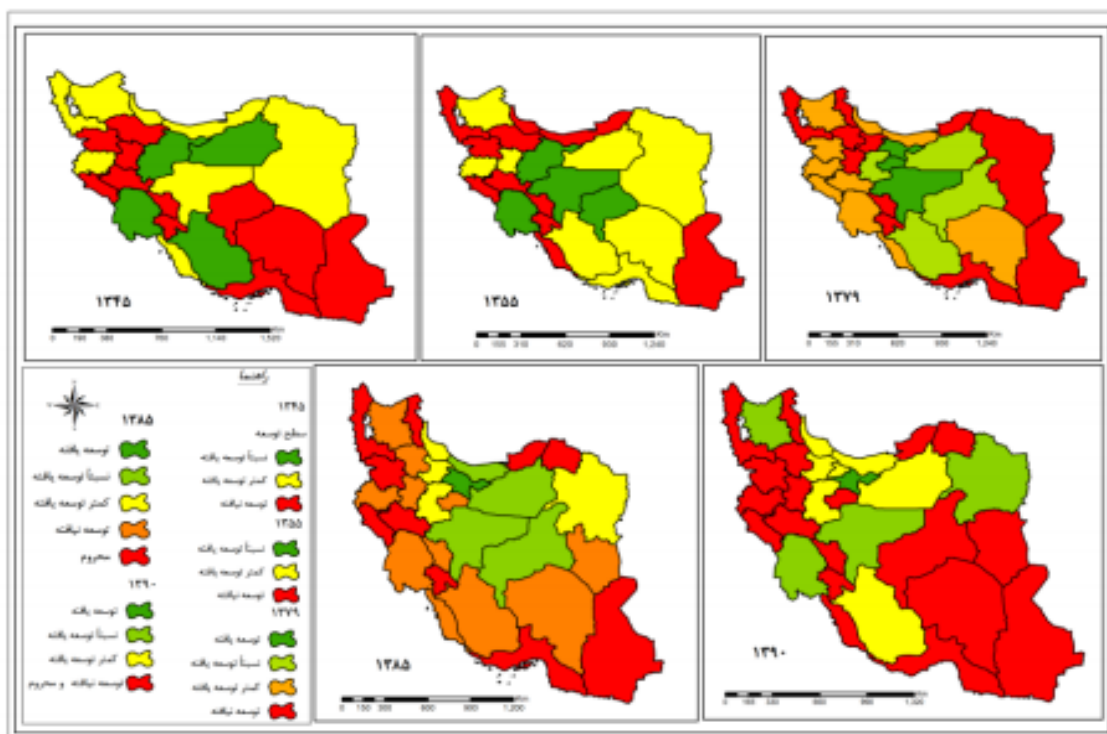 ۱۳۴۵
۱۳۵۵
۱۳۷۹
راهنما
۱۳۴۵
سطح توسعه
نسبتاً توسعه یافته
کمتر توسعه یافته
توسعه نیافته
۱۳۵۵
نسبتاً توسعه یافته
کمتر توسعه یافته
توسعه نیافته
۱۳۷۹
توسعه یافته
نسبتاً توسعه یافته
کمتر توسعه یافته
توسعه نیافته
۱۳۸۵
توسعه یافته
نسبتاً توسعه یافته
کمتر توسعه یافته
توسعه نیافته
محروم
۱۳۹۰
توسعه یافته
نسبتاً توسعه یافته
کمتر توسعه یافته
توسعه نیافته و محروم
۱۳۸۵
۱۳۹۰